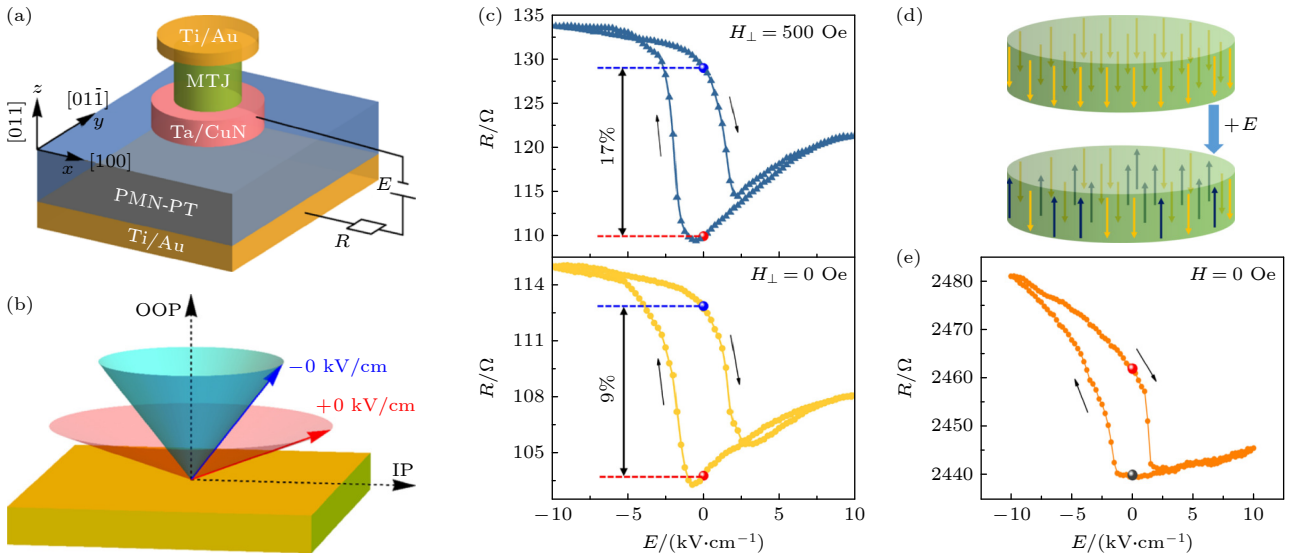 (a)
Ti/Au
MTJ
Ta/CuN
[011]
z
[011̄]
y
x
[100]
PMN-PT
Ti/Au
E
R
(b)
OOP
−0 kV/cm
+0 kV/cm
IP
(c)
H⊥ = 500 Oe
R/Ω
135
130
125
120
115
110
17%
H⊥ = 0 Oe
R/Ω
114
111
108
105
102
9%
−10
−5
0
5
10
E/(kV·cm⁻¹)
(d)
+E
(e)
H = 0 Oe
R/Ω
2480
2470
2460
2450
2440
−10
−5
0
5
10
E/(kV·cm⁻¹)